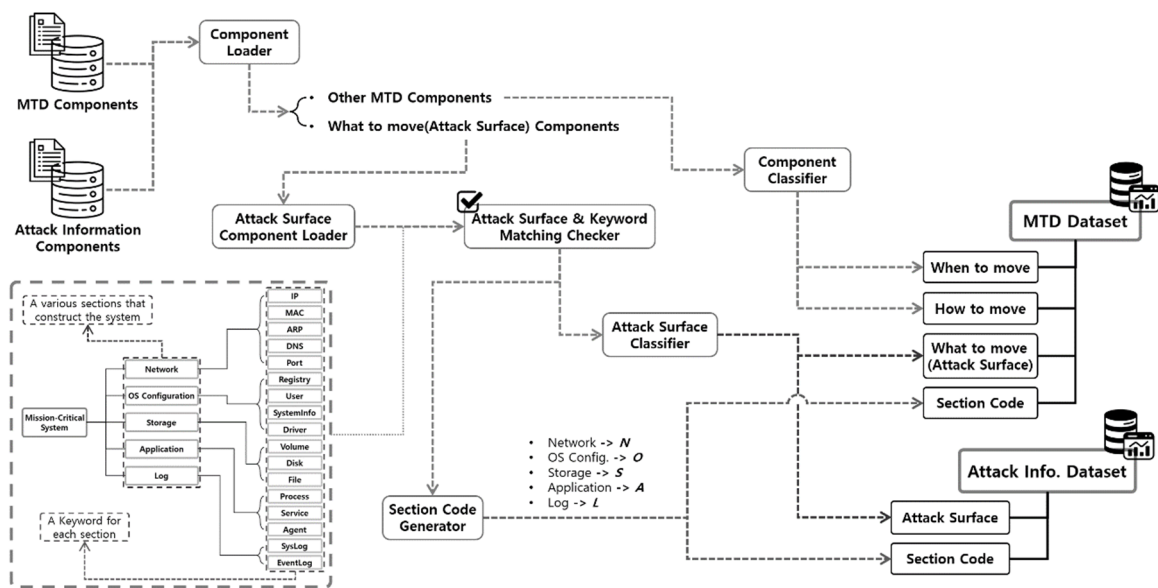 MTD Components
Attack Information
Components
Component
Loader
• Other MTD Components
• What to move(Attack Surface) Components
Attack Surface
Component Loader
Attack Surface & Keyword
Matching Checker
Component
Classifier
MTD Dataset
When to move
How to move
What to move
(Attack Surface)
Section Code
Attack Surface
Classifier
A various sections that
construct the system
Mission-Critical
System
Network
OS Configuration
Storage
Application
Log
IP
MAC
ARP
DNS
Port
Registry
User
SystemInfo
Driver
Volume
Disk
File
Process
Service
Agent
SysLog
EventLog
A Keyword for
each section
Section Code
Generator
• Network -> N
• OS Config. -> O
• Storage -> S
• Application -> A
• Log -> L
Attack Info. Dataset
Attack Surface
Section Code